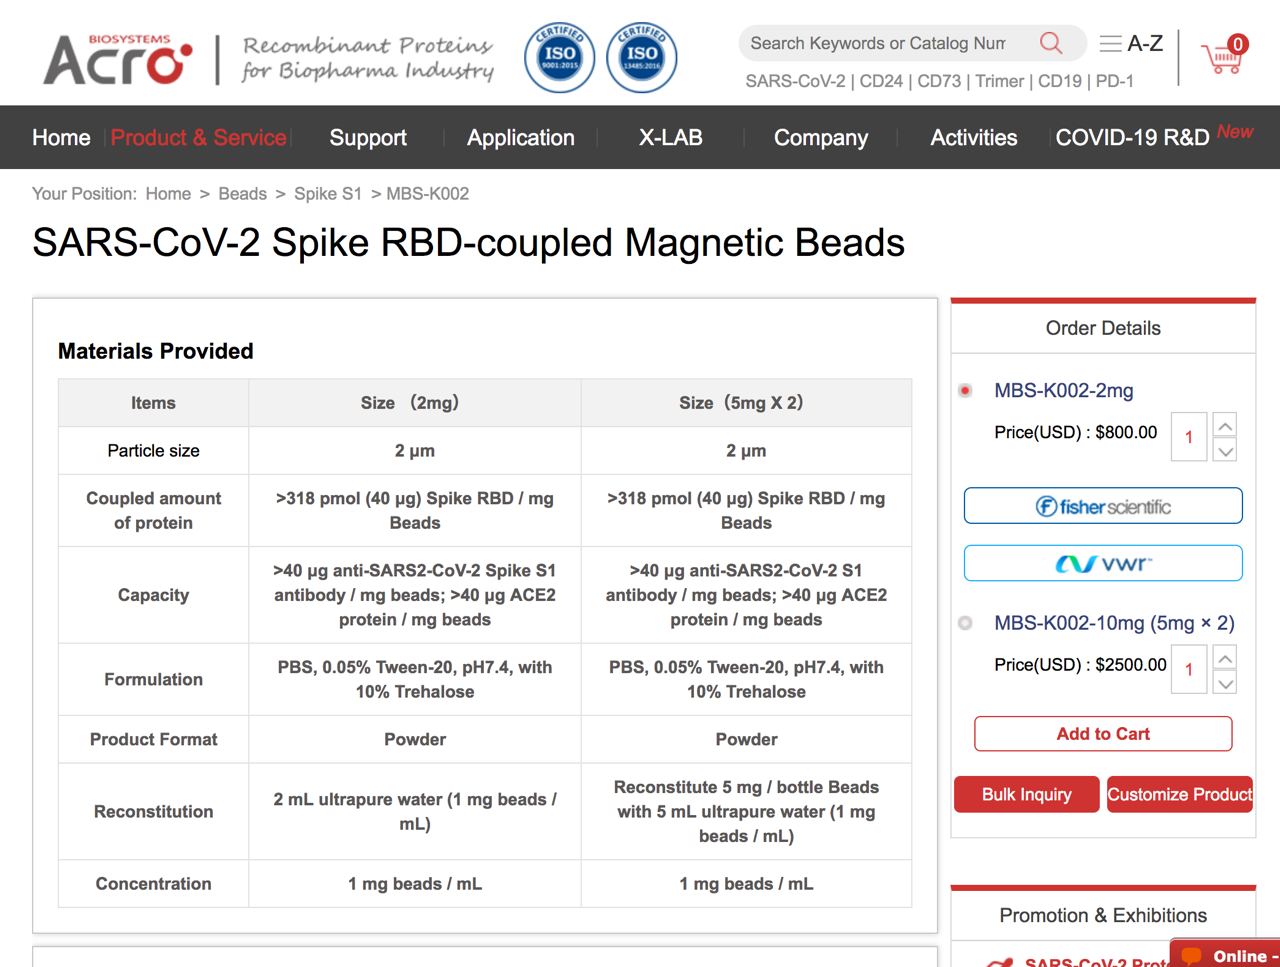 BIOSYSTEMS
ACRO
Recombinant Proteins
for Biopharma Industry
CERTIFIED
ISO
9001:2015
CERTIFIED
ISO
13485:2016
Search Keywords or Catalog Num
A-Z
0
SARS-CoV-2 | CD24 | CD73 | Trimer | CD19 | PD-1
Home
Product & Service
Support
Application
X-LAB
Company
Activities
COVID-19 R&D New
Your Position: Home > Beads > Spike S1 > MBS-K002
SARS-CoV-2 Spike RBD-coupled Magnetic Beads
Materials Provided
Items Size （2mg） Size（5mg X 2）
Particle size 2 μm 2 μm
Coupled amount
of protein
>318 pmol (40 μg) Spike RBD / mg
Beads
>318 pmol (40 μg) Spike RBD / mg
Beads
Capacity
>40 μg anti-SARS2-CoV-2 Spike S1
antibody / mg beads; >40 μg ACE2
protein / mg beads
>40 μg anti-SARS2-CoV-2 S1
antibody / mg beads; >40 μg ACE2
protein / mg beads
Formulation
PBS, 0.05% Tween-20, pH7.4, with
10% Trehalose
PBS, 0.05% Tween-20, pH7.4, with
10% Trehalose
Product Format Powder Powder
Reconstitution
2 mL ultrapure water (1 mg beads /
mL)
Reconstitute 5 mg / bottle Beads
with 5 mL ultrapure water (1 mg
beads / mL)
Concentration 1 mg beads / mL 1 mg beads / mL
Order Details
MBS-K002-2mg
Price(USD) : $800.00 1
fisher scientific
vwr™
MBS-K002-10mg (5mg × 2)
Price(USD) : $2500.00 1
Add to Cart
Bulk Inquiry
Customize Product
Promotion & Exhibitions
SARS-CoV-2 Prote
Online -